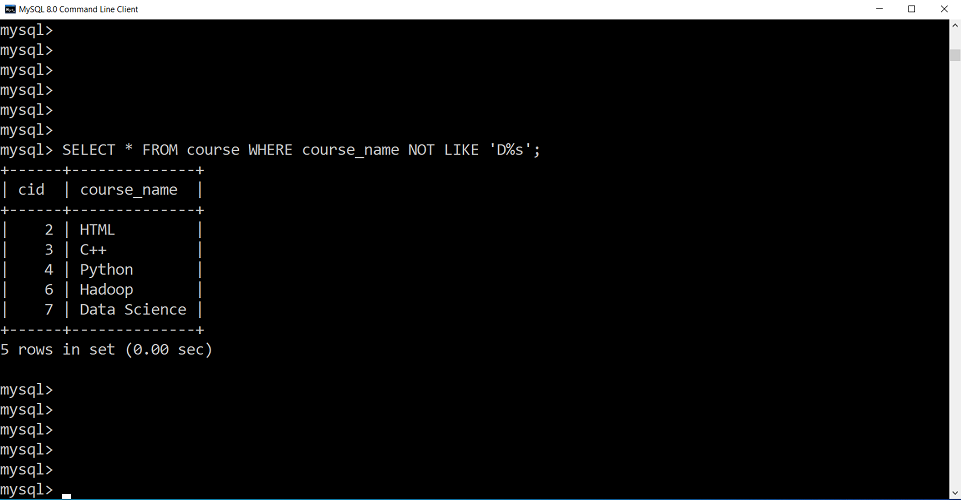 MySQL 8.0 Command Line Client
mysql>
mysql>
mysql>
mysql>
mysql>
mysql>
mysql> SELECT * FROM course WHERE course_name NOT LIKE 'D%s';
+------+--------------+
| cid  | course_name  |
+------+--------------+
|    2 | HTML         |
|    3 | C++          |
|    4 | Python       |
|    6 | Hadoop       |
|    7 | Data Science |
+------+--------------+
5 rows in set (0.00 sec)
mysql>
mysql>
mysql>
mysql>
mysql>
mysql>